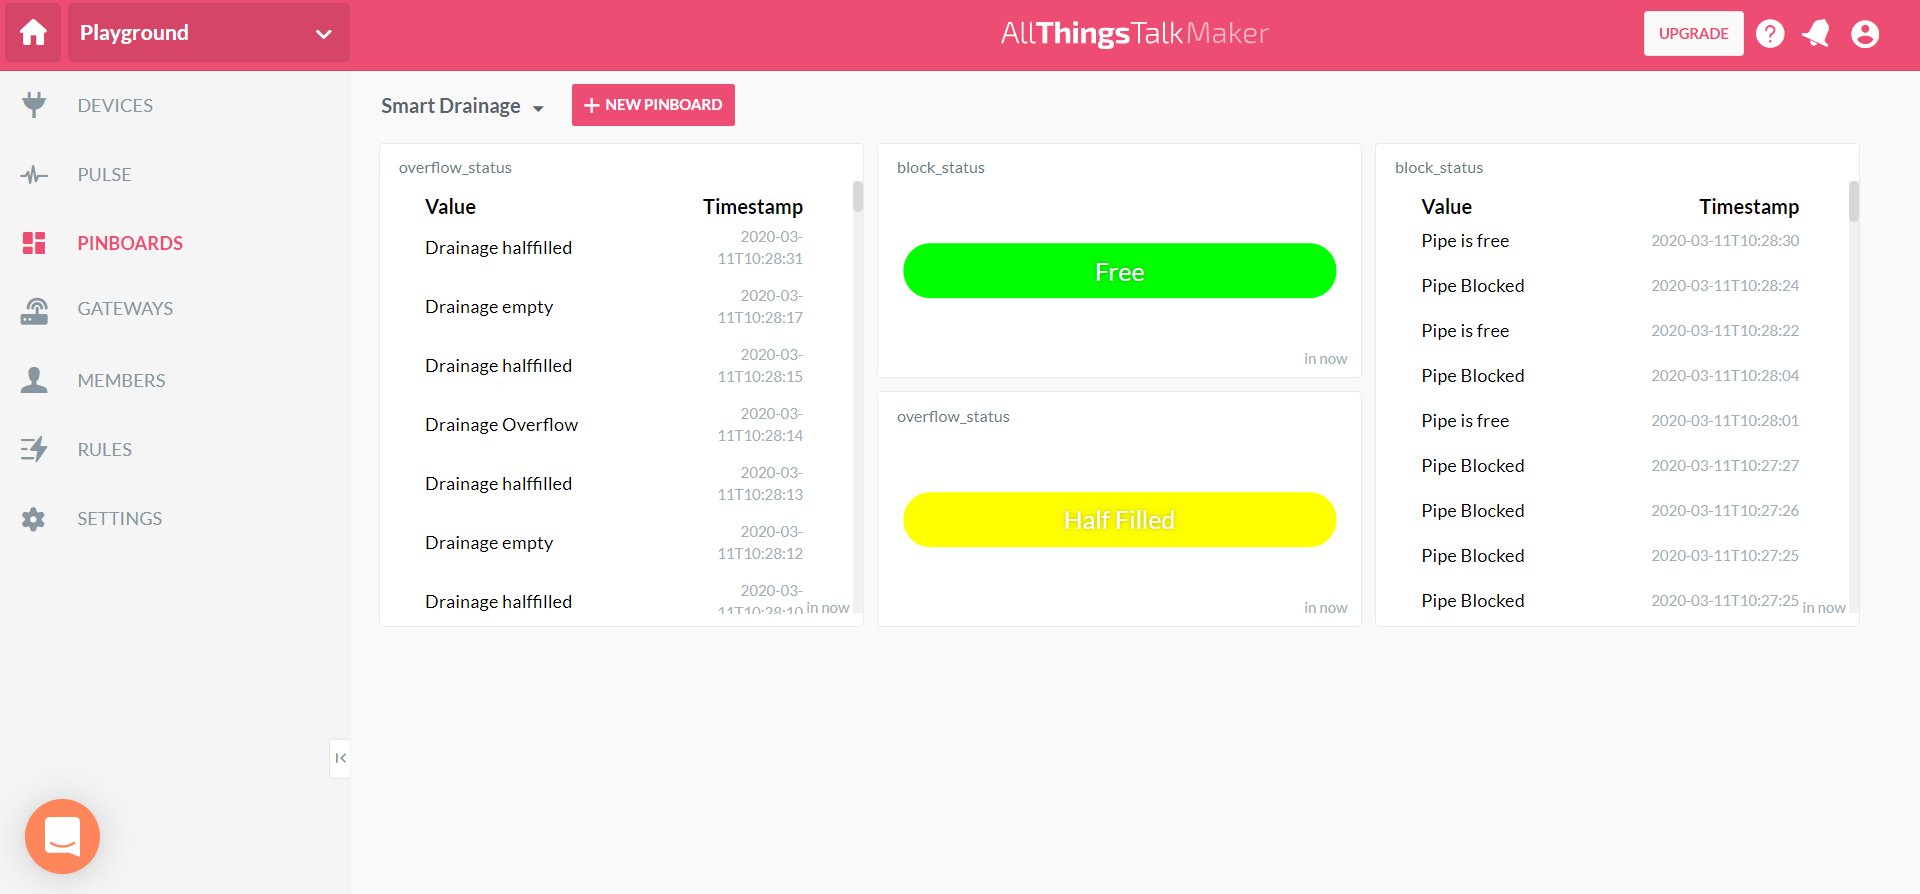 Playground
AllThingsTalkMaker
UPGRADE
DEVICES
PULSE
PINBOARDS
GATEWAYS
MEMBERS
RULES
SETTINGS
Smart Drainage
NEW PINBOARD
overflow_status
Value Timestamp
Drainage halffilled 2020-03-
11T10:28:31
Drainage empty 2020-03-
11T10:28:17
Drainage halffilled 2020-03-
11T10:28:15
Drainage Overflow 2020-03-
11T10:28:14
Drainage halffilled 2020-03-
11T10:28:13
Drainage empty 2020-03-
11T10:28:12
Drainage halffilled 2020-03-
11T10:28:10 in now
block_status
Free
in now
overflow_status
Half Filled
in now
block_status
Value Timestamp
Pipe is free 2020-03-11T10:28:30
Pipe Blocked 2020-03-11T10:28:24
Pipe is free 2020-03-11T10:28:22
Pipe Blocked 2020-03-11T10:28:04
Pipe is free 2020-03-11T10:28:01
Pipe Blocked 2020-03-11T10:27:27
Pipe Blocked 2020-03-11T10:27:26
Pipe Blocked 2020-03-11T10:27:25
Pipe Blocked 2020-03-11T10:27:25 in now